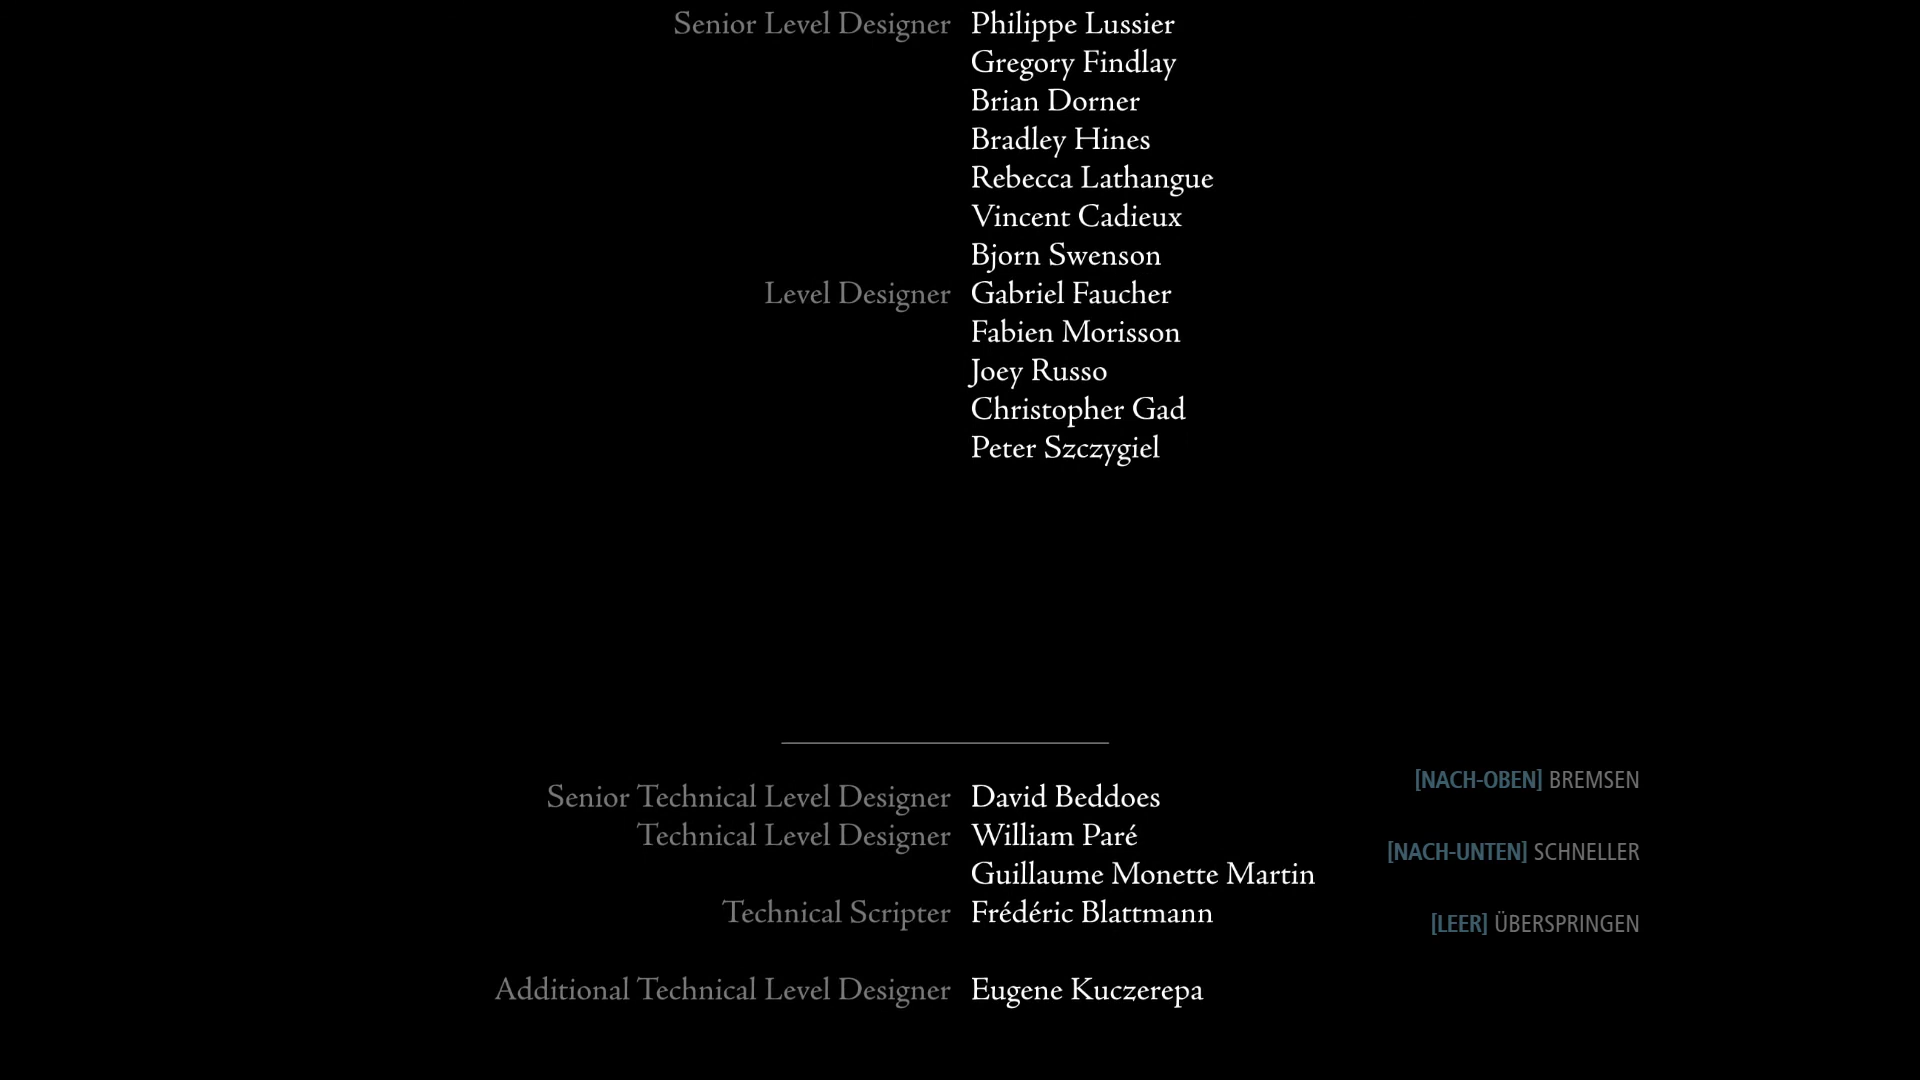 Senior Level Designer Philippe Lussier
Gregory Findlay
Brian Dorner
Bradley Hines
Rebecca Lathangue
Vincent Cadieux
Bjorn Swenson
Level Designer Gabriel Faucher
Fabien Morisson
Joey Russo
Christopher Gad
Peter Szczygiel
[NACH-OBEN] BREMSEN
Senior Technical Level Designer David Beddoes
Technical Level Designer William Paré
[NACH-UNTEN] SCHNELLER
Guillaume Monette Martin
Technical Scripter Frédéric Blattmann
[LEER] ÜBERSPRINGEN
Additional Technical Level Designer Eugene Kuczerepa